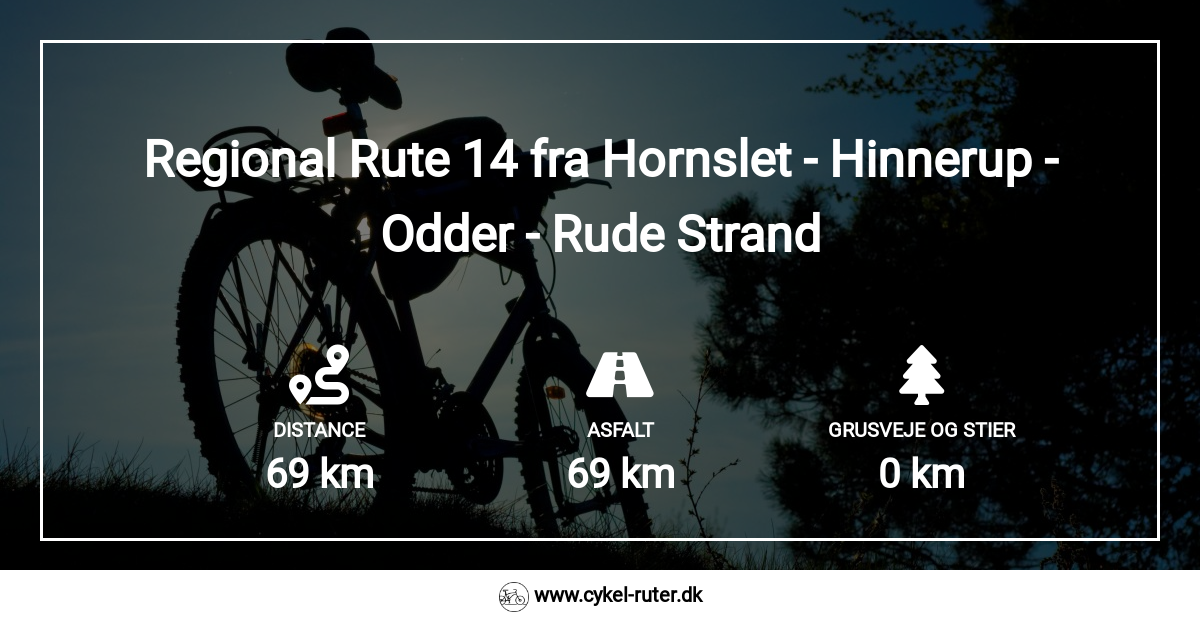 Regional Rute 14 fra Hornslet - Hinnerup -
Odder - Rude Strand
DISTANCE
69 km
ASFALT
69 km
GRUSVEJE OG STIER
0 km
www.cykel-ruter.dk